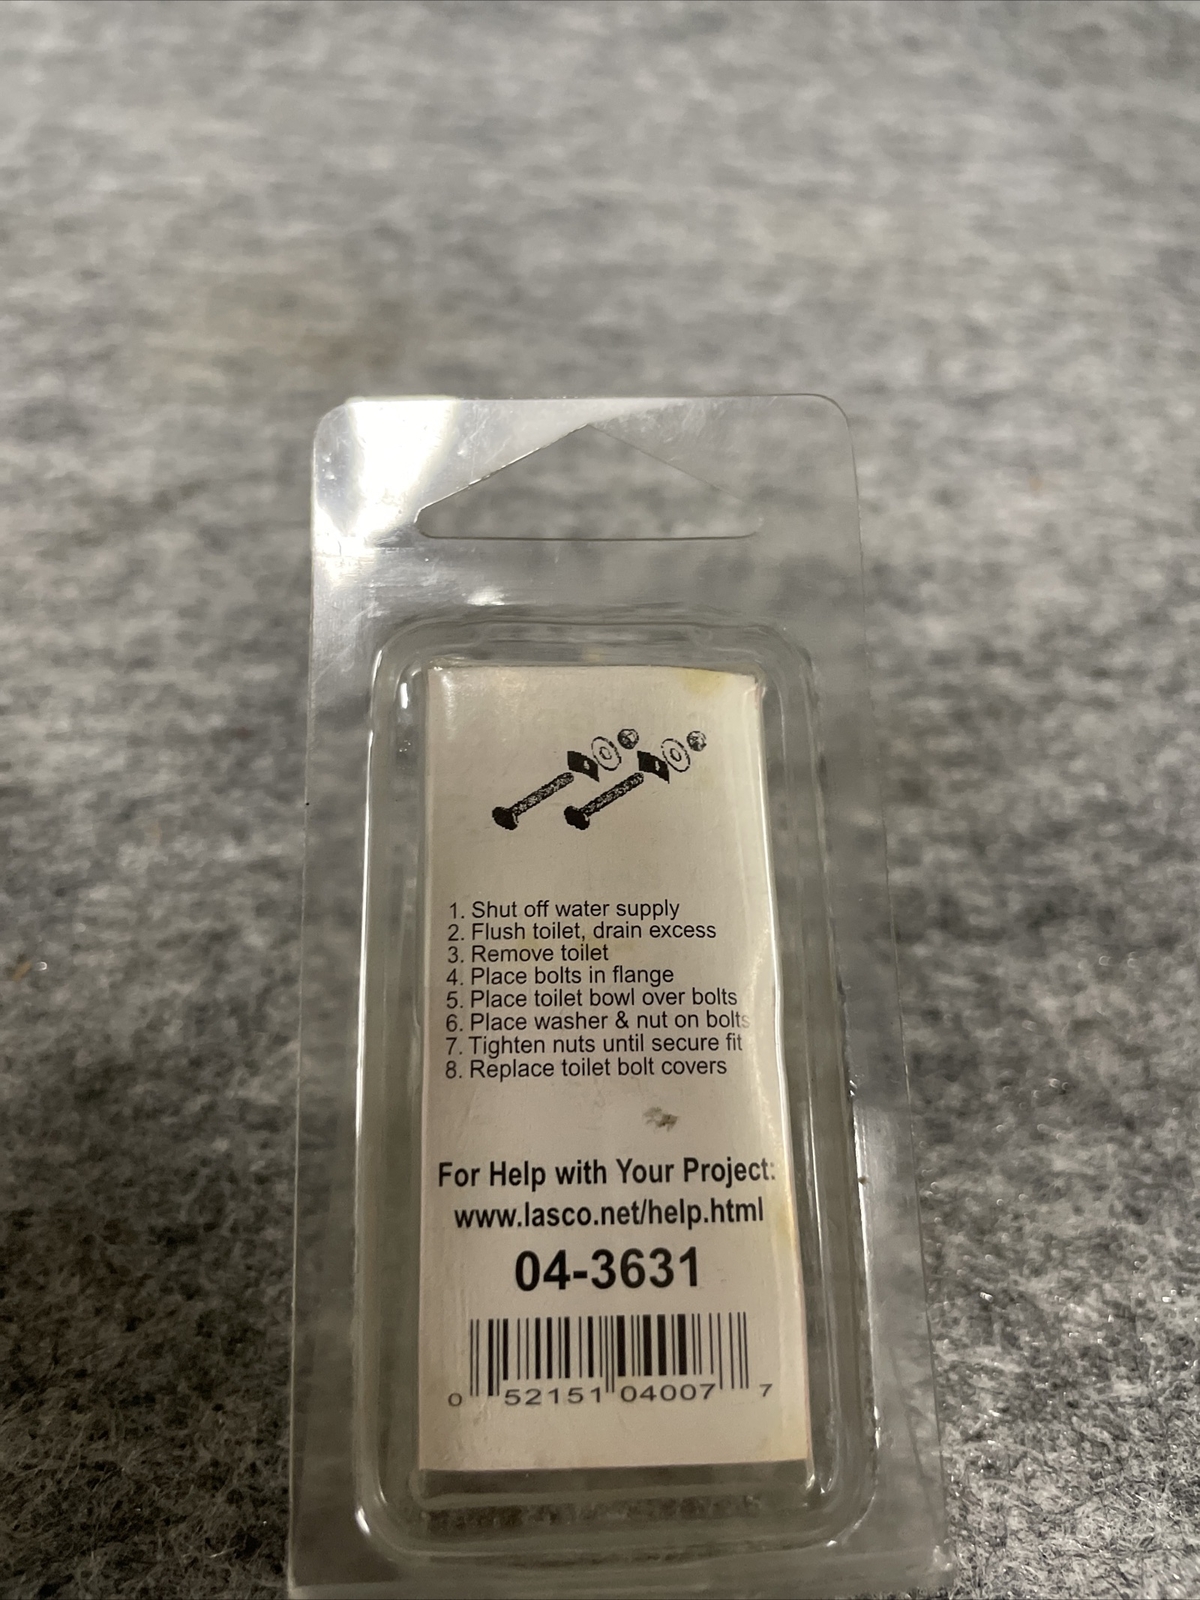 1. Shut off water supply
2. Flush toilet, drain excess
3. Remove toilet
4. Place bolts in flange
5. Place toilet bowl over bolts
6. Place washer & nut on bolts
7. Tighten nuts until secure fit
8. Replace toilet bolt covers
For Help with Your Project:
www.lasco.net/help.html
04-3631
0 52151 04007 7